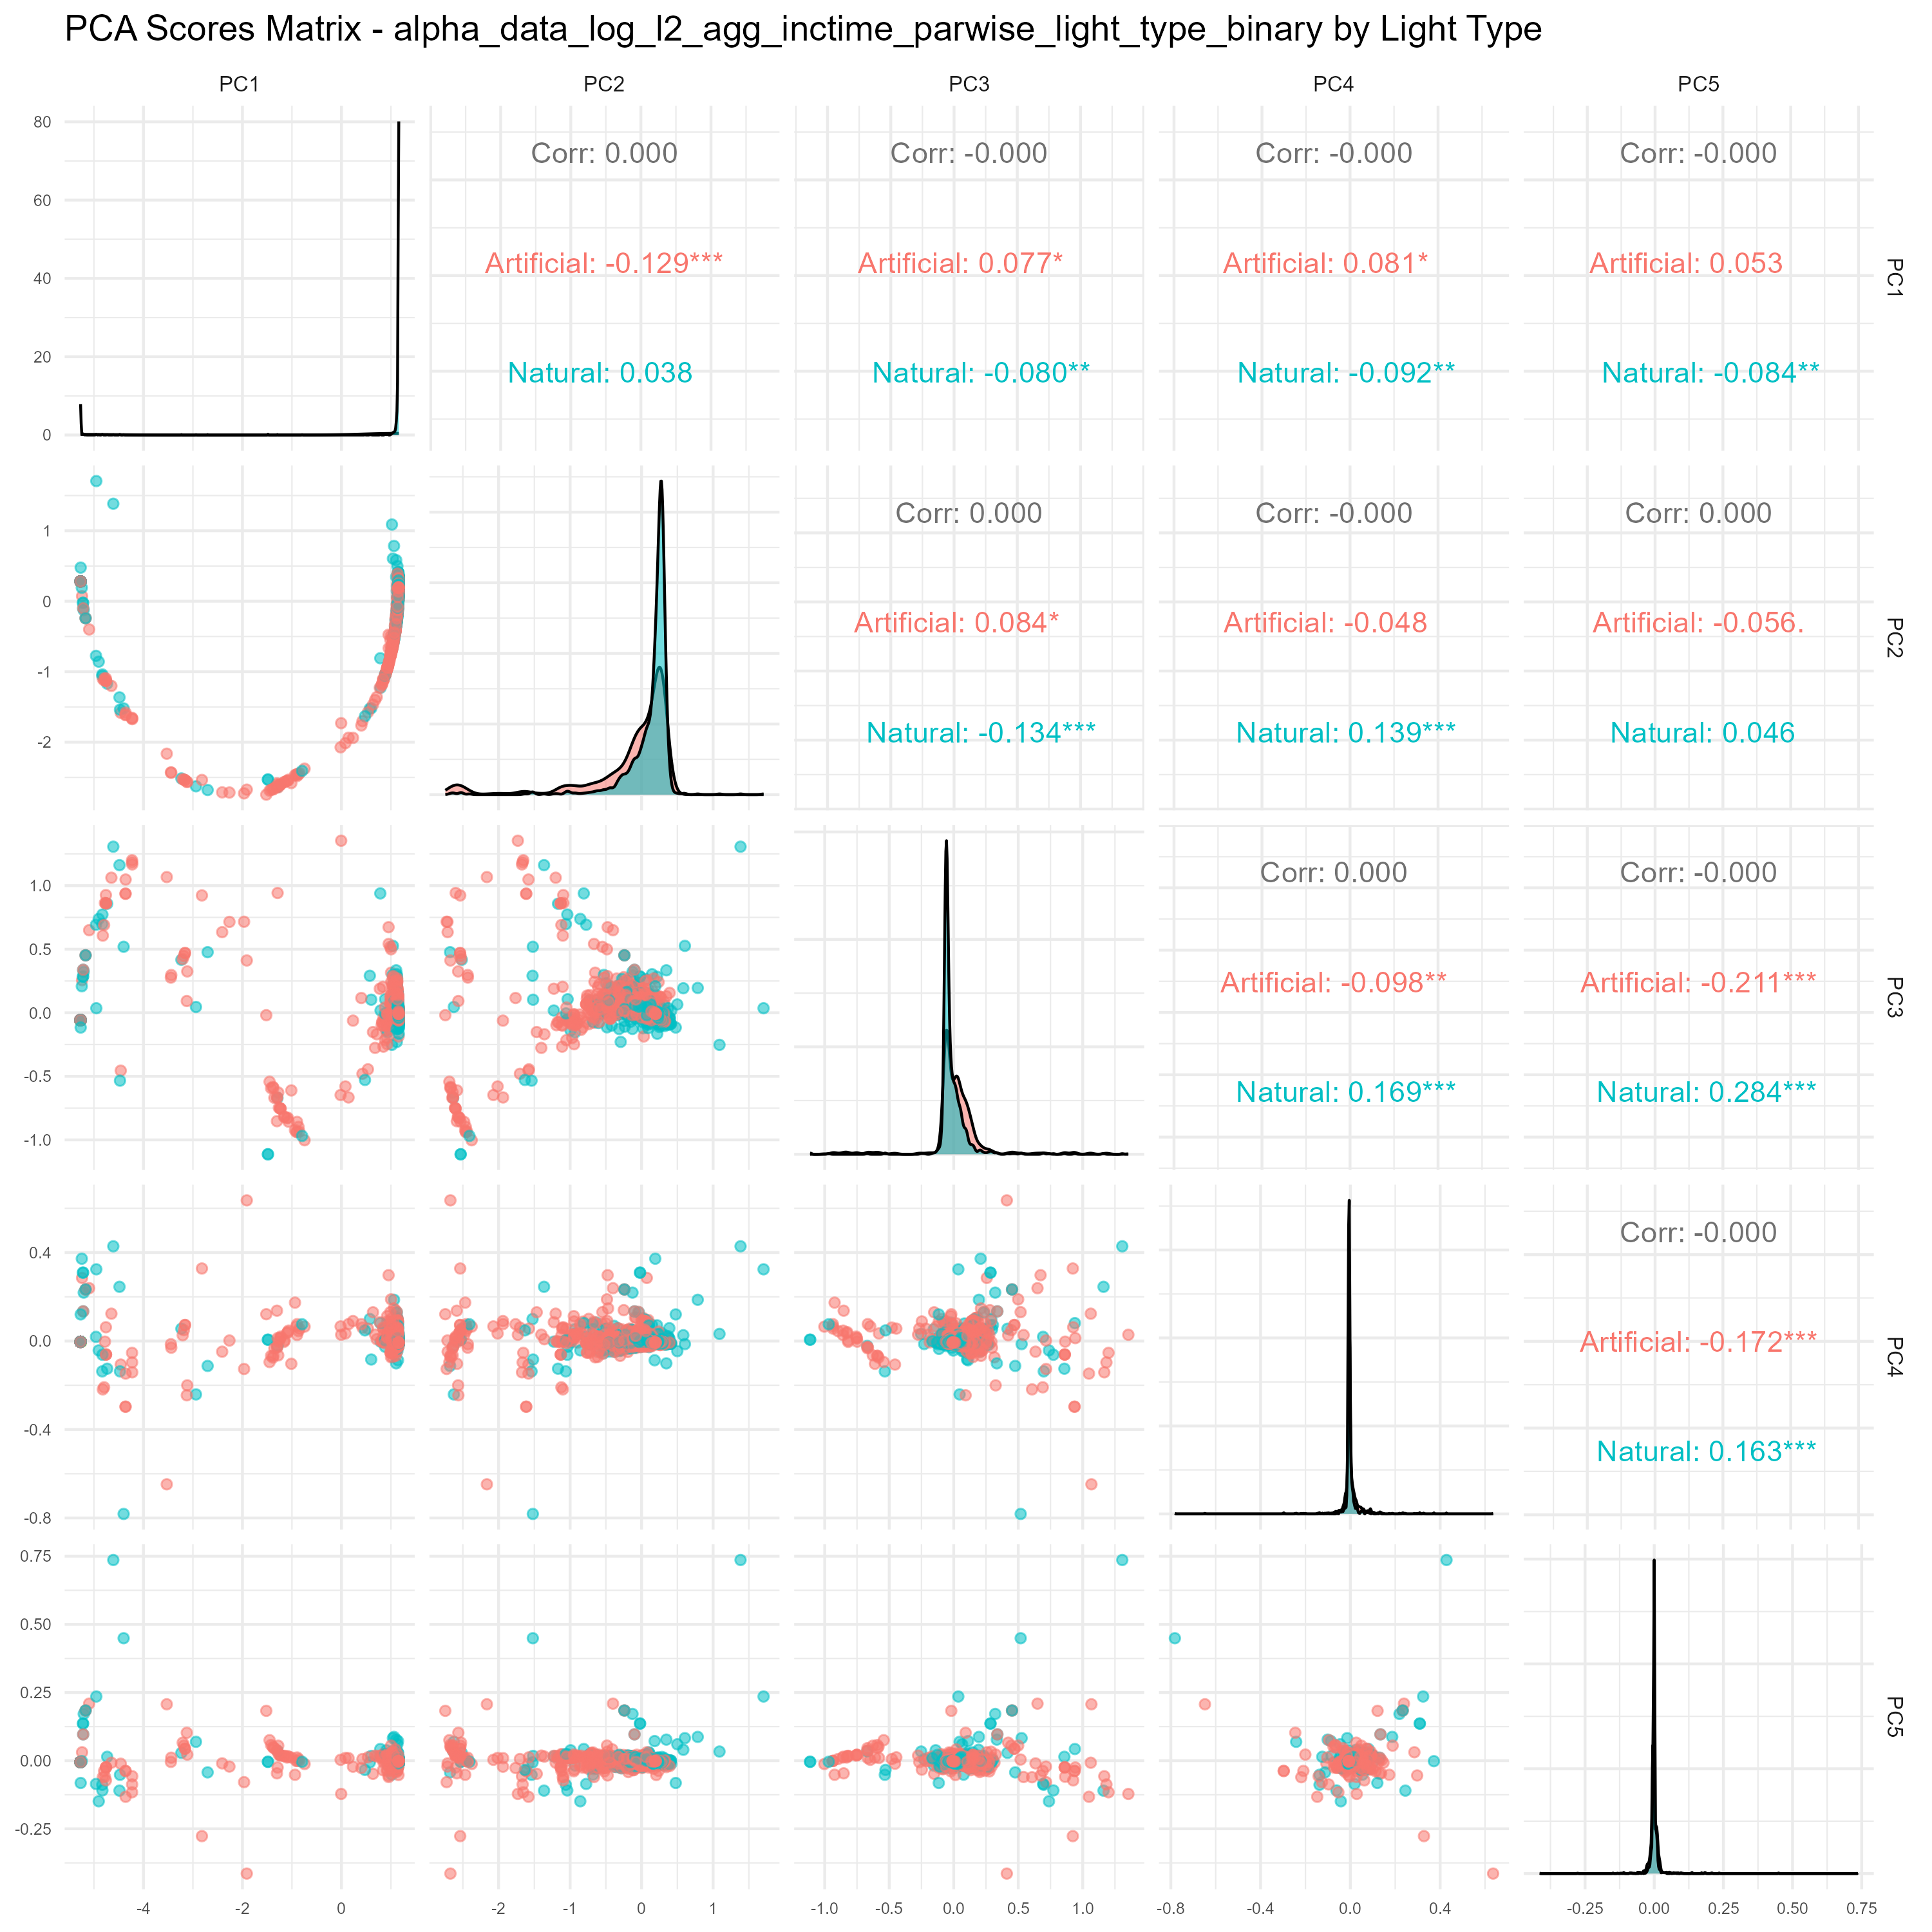 PCA Scores Matrix - alpha_data_log_l2_agg_inctime_parwise_light_type_binary by Light Type
PC1 PC2 PC3 PC4 PC5
80
60
40
20
0
Corr: 0.000
Artificial: -0.129***
Natural: 0.038
Corr: -0.000
Artificial: 0.077*
Natural: -0.080**
Corr: -0.000
Artificial: 0.081*
Natural: -0.092**
Corr: -0.000
Artificial: 0.053
Natural: -0.084**
PC1
1
0
-1
-2
Corr: 0.000
Artificial: 0.084*
Natural: -0.134***
Corr: -0.000
Artificial: -0.048
Natural: 0.139***
Corr: 0.000
Artificial: -0.056.
Natural: 0.046
PC2
1.0
0.5
0.0
-0.5
-1.0
Corr: 0.000
Artificial: -0.098**
Natural: 0.169***
Corr: -0.000
Artificial: -0.211***
Natural: 0.284***
PC3
0.4
0.0
-0.4
-0.8
Corr: -0.000
Artificial: -0.172***
Natural: 0.163***
PC4
0.75
0.50
0.25
0.00
-0.25
PC5
-4 -2 0
-2 -1 0 1
-1.0 -0.5 0.0 0.5 1.0
-0.8 -0.4 0.0 0.4
-0.25 0.00 0.25 0.50 0.75